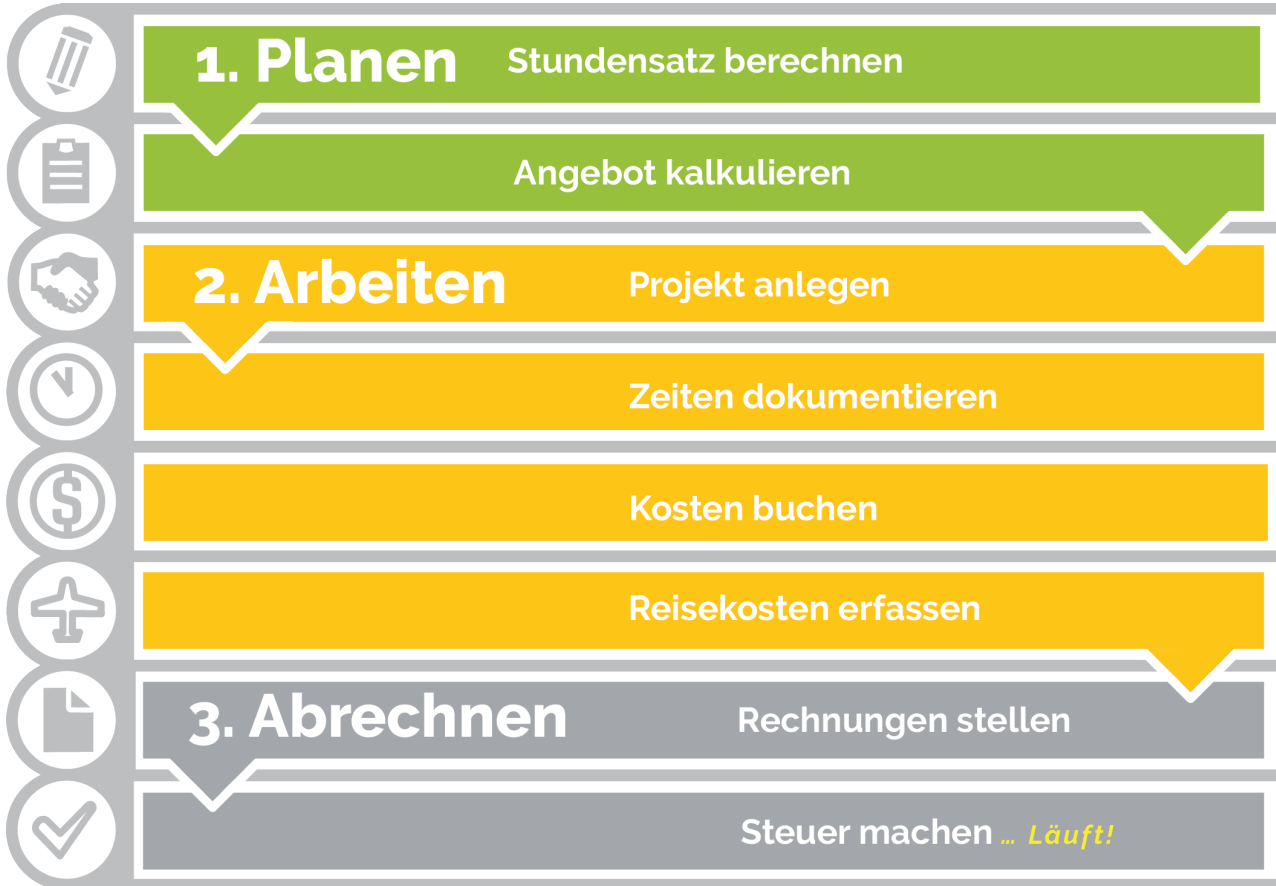 1. Planen Stundensatz berechnen
Angebot kalkulieren
2. Arbeiten Projekt anlegen
Zeiten dokumentieren
$
Kosten buchen
Reisekosten erfassen
3. Abrechnen Rechnungen stellen
Steuer machen ... Läuft!